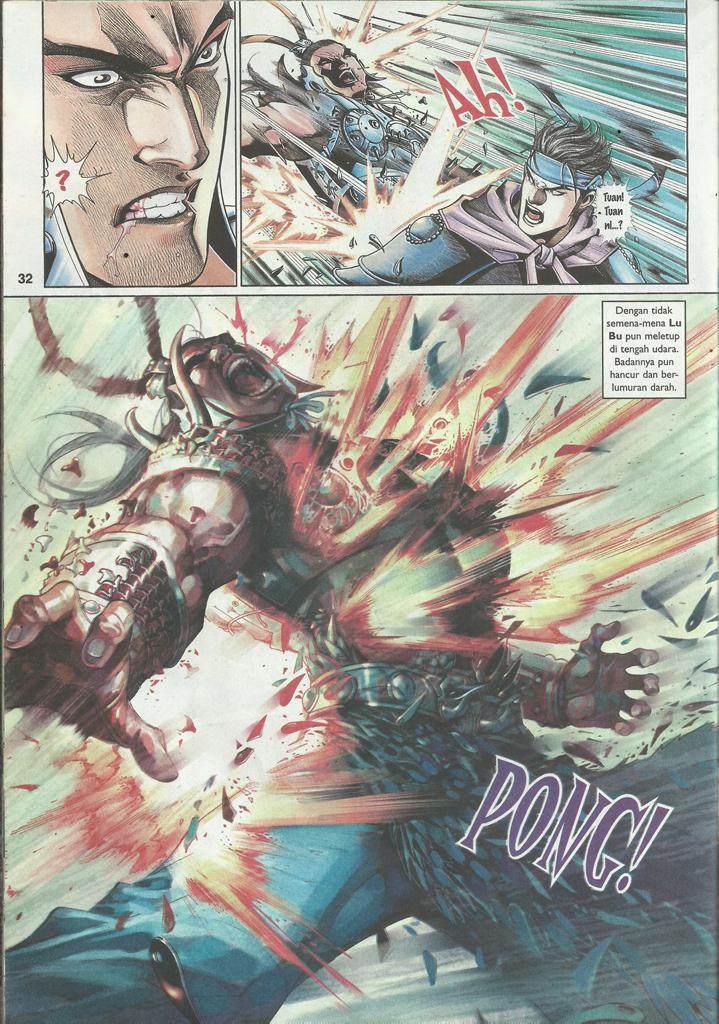 ?
Ah!
Tuan!
Tuan
ni...?
32
Dengan tidak
semena-mena Lu
Bu pun meletup
di tengah udara.
Badannya pun
hancur dan ber-
lumuran darah.
PONG!